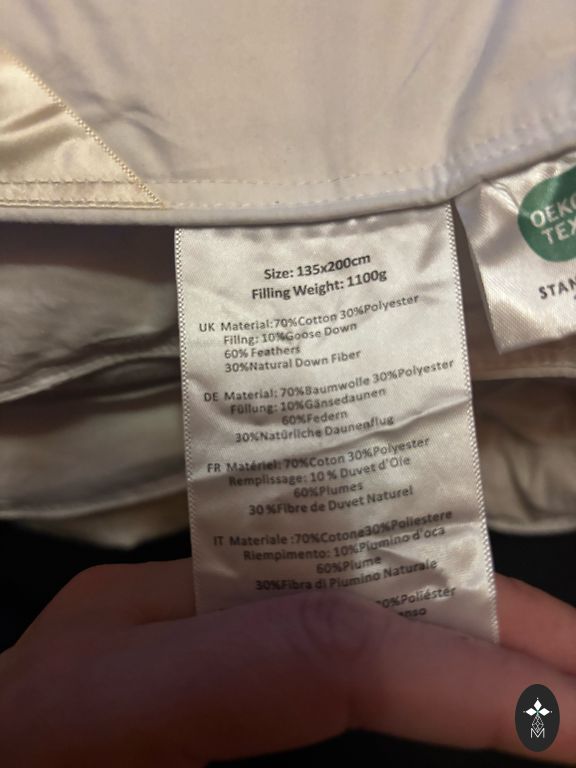 Size: 135x200cm
Filling Weight: 1100g
UK Material:70%Cotton 30%Polyester
Fillng: 10%Goose Down
60% Feathers
30%Natural Down Fiber
DE Material: 70%Baumwolle 30%Polyester
Füllung: 10%Gänsedaunen
60%Federn
30%Natürliche Daunenflug
FR Matériel: 70%Coton 30%Polyester
Remplissage: 10 % Duvet d'Oie
60%Plumes
30 %Fibre de Duvet Naturel
IT Materiale :70%Cotone30%Poliestere
Riempimento: 10%Piumino d'oca
60%Piume
30%Fibra di Piumino Naturale
0%Poliéster
enso
OEKO
TEX
STAN
M